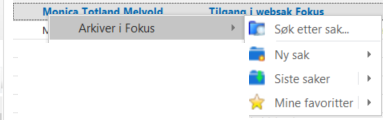 Monica Totland Melvold Tilgang i websak Fokus
Arkiver i Fokus
Søk etter sak...
Ny sak
Siste saker
Mine favoritter